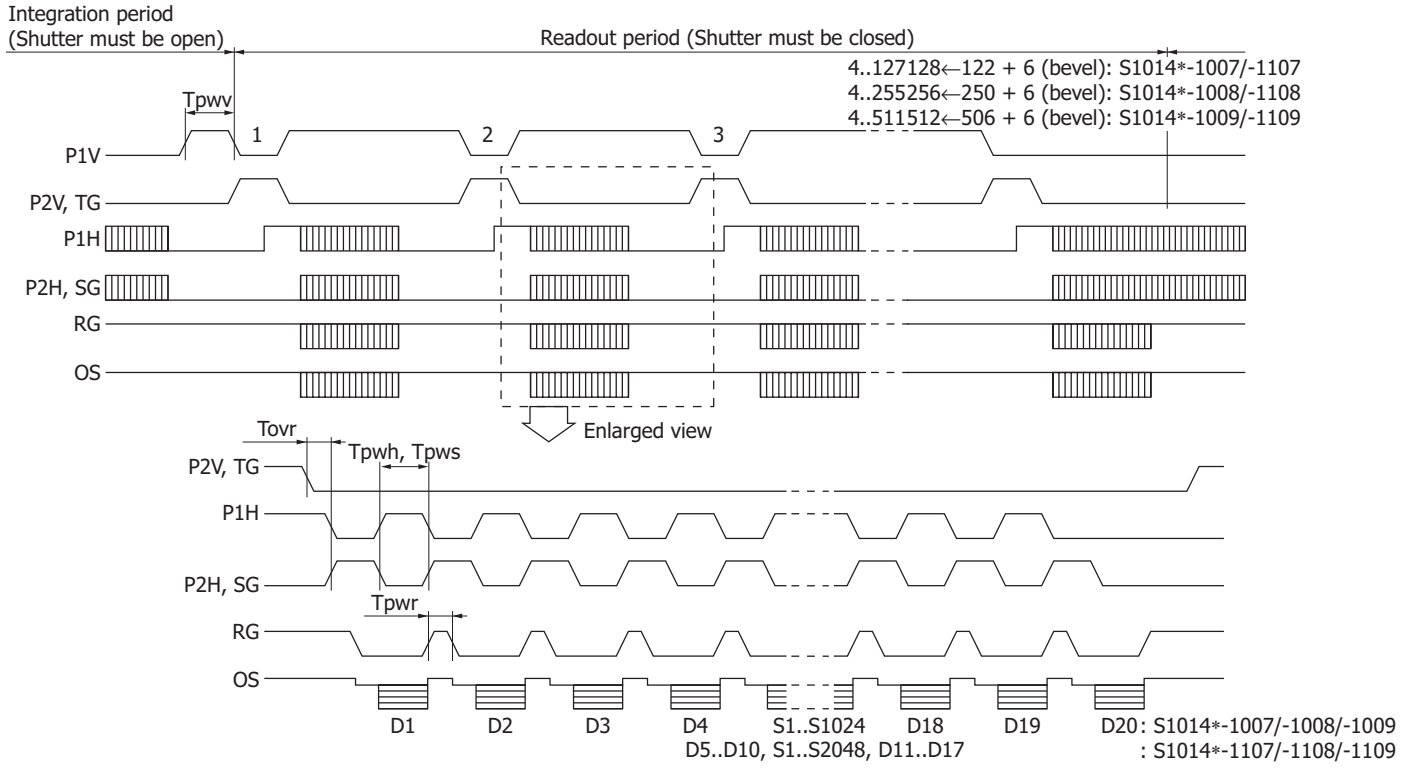 Integration period
(Shutter must be open)
Readout period (Shutter must be closed)
4..127128←122 + 6 (bevel): S1014*-1007/-1107
4..255256←250 + 6 (bevel): S1014*-1008/-1108
4..511512←506 + 6 (bevel): S1014*-1009/-1109
Tpwv
1 2 3
P1V
P2V, TG
P1H
P2H, SG
RG
OS
Enlarged view
Tovr
Tpwh, Tpws
P2V, TG
P1H
P2H, SG
Tpwr
RG
OS
D1 D2 D3 D4 S1..S1024 D18 D19 D20: S1014*-1007/-1008/-1009
D5..D10, S1..S2048, D11..D17 : S1014*-1107/-1108/-1109